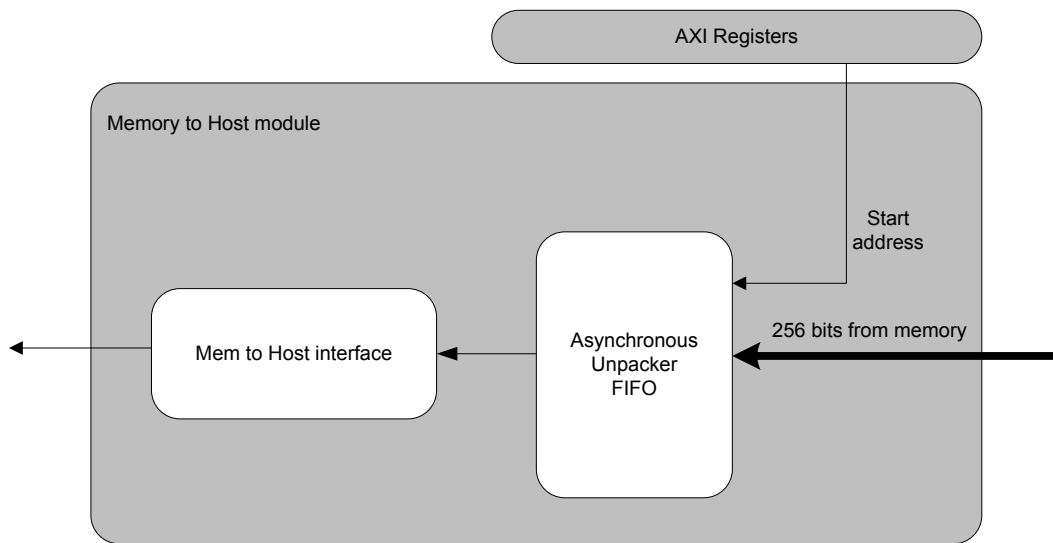 AXI Registers
Memory to Host module
Start
address
256 bits from memory
Mem to Host interface
Asynchronous
Unpacker
FIFO